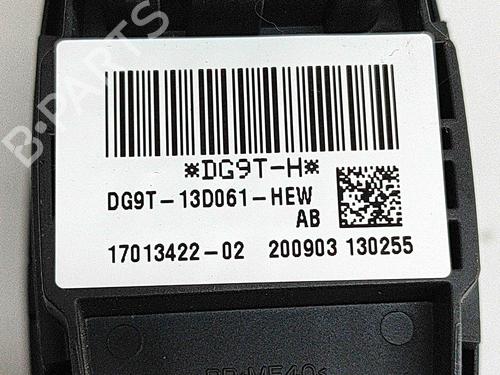 *DG9T-H*
DG9T-13D061-HEW
AB
17013422-02 200903 130255
B-PARTS